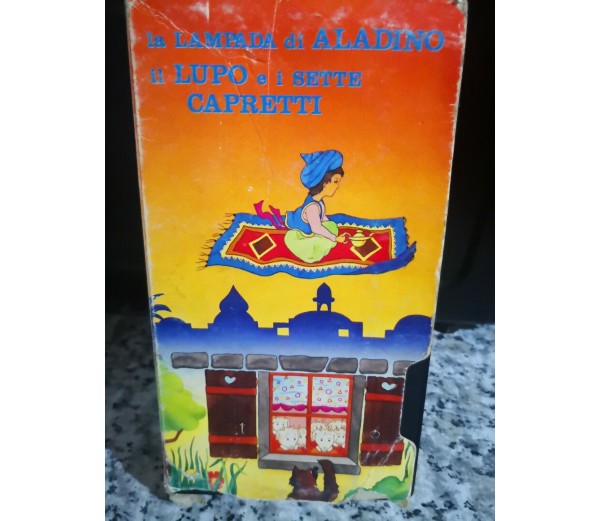 la LAMPADA di ALADINO
il LUPO e i SETTE
CAPRETTI